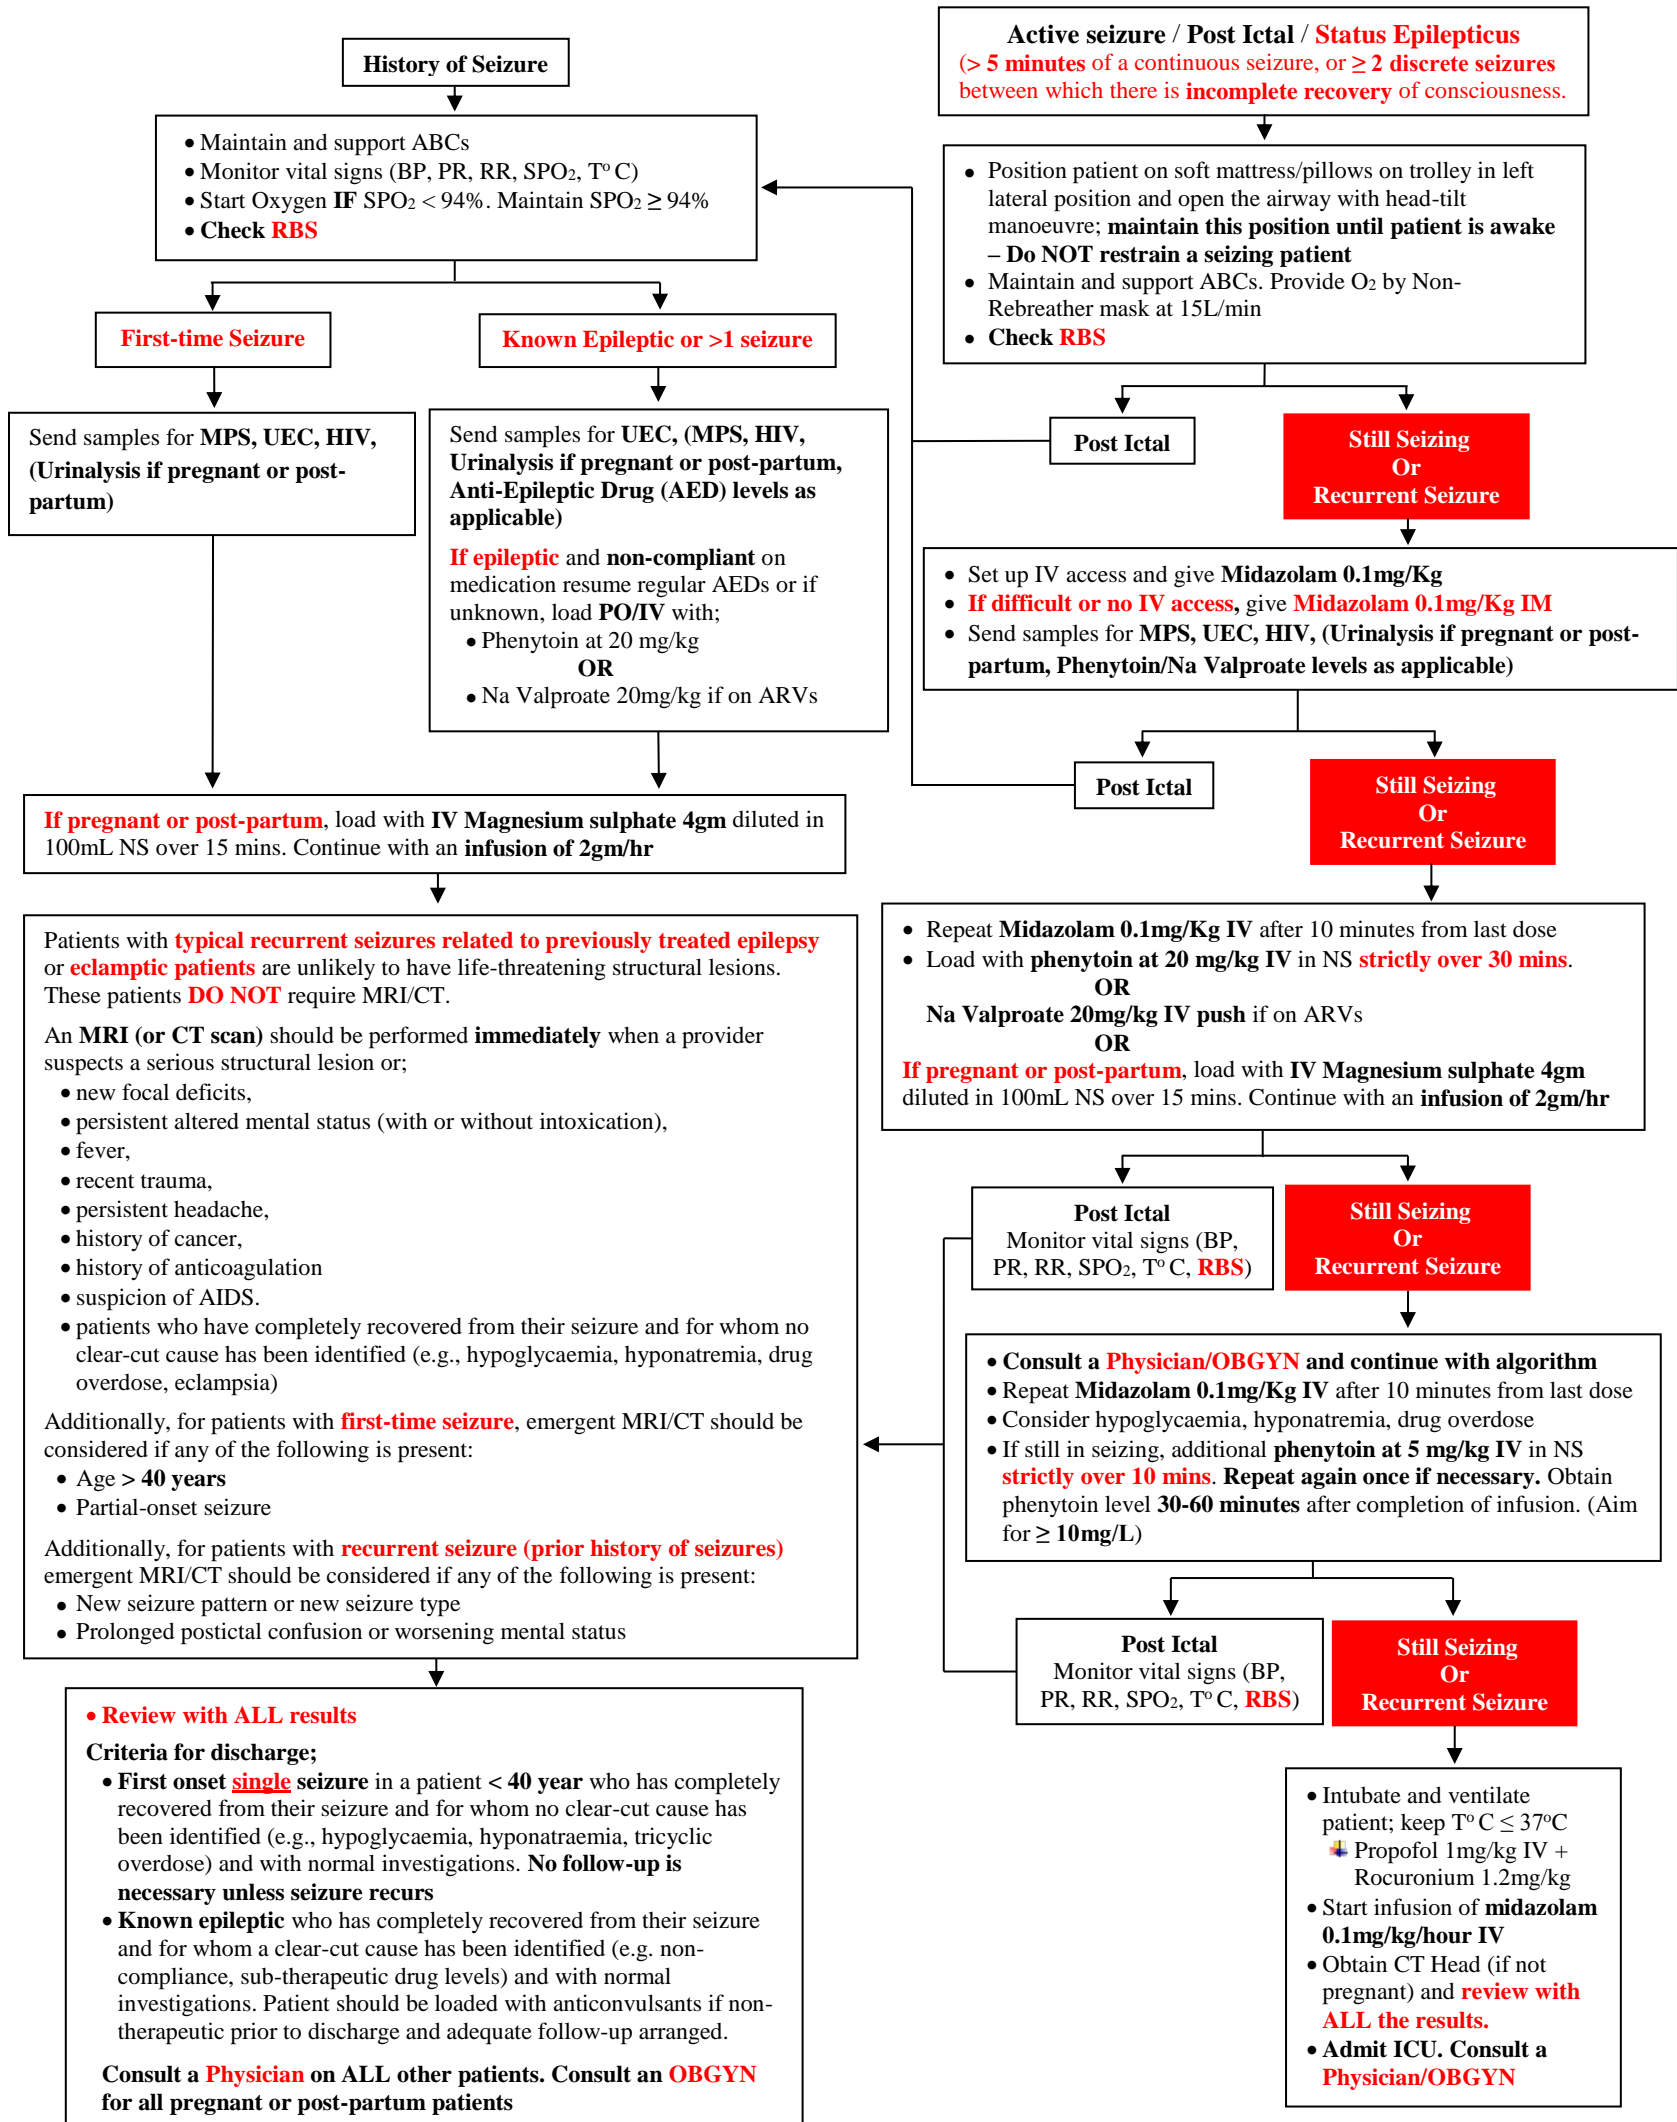 History of Seizure
• Maintain and support ABCs
• Monitor vital signs (BP, PR, RR, SPO₂, Tº C)
• Start Oxygen IF SPO₂ < 94%. Maintain SPO₂ ≥ 94%
• Check RBS
First-time Seizure
Known Epileptic or >1 seizure
Send samples for MPS, UEC, HIV,
(Urinalysis if pregnant or post-
partum)
Send samples for UEC, (MPS, HIV,
Urinalysis if pregnant or post-partum,
Anti-Epileptic Drug (AED) levels as
applicable)
If epileptic and non-compliant on
medication resume regular AEDs or if
unknown, load PO/IV with;
• Phenytoin at 20 mg/kg
OR
• Na Valproate 20mg/kg if on ARVs
If pregnant or post-partum, load with IV Magnesium sulphate 4gm diluted in
100mL NS over 15 mins. Continue with an infusion of 2gm/hr
Patients with typical recurrent seizures related to previously treated epilepsy
or eclamptic patients are unlikely to have life-threatening structural lesions.
These patients DO NOT require MRI/CT.
An MRI (or CT scan) should be performed immediately when a provider
suspects a serious structural lesion or;
• new focal deficits,
• persistent altered mental status (with or without intoxication),
• fever,
• recent trauma,
• persistent headache,
• history of cancer,
• history of anticoagulation
• suspicion of AIDS.
• patients who have completely recovered from their seizure and for whom no
clear-cut cause has been identified (e.g., hypoglycaemia, hyponatremia, drug
overdose, eclampsia)
Additionally, for patients with first-time seizure, emergent MRI/CT should be
considered if any of the following is present:
• Age > 40 years
• Partial-onset seizure
Additionally, for patients with recurrent seizure (prior history of seizures)
emergent MRI/CT should be considered if any of the following is present:
• New seizure pattern or new seizure type
• Prolonged postictal confusion or worsening mental status
• Review with ALL results
Criteria for discharge;
• First onset single seizure in a patient < 40 year who has completely
recovered from their seizure and for whom no clear-cut cause has
been identified (e.g., hypoglycaemia, hyponatraemia, tricyclic
overdose) and with normal investigations. No follow-up is
necessary unless seizure recurs
• Known epileptic who has completely recovered from their seizure
and for whom a clear-cut cause has been identified (e.g. non-
compliance, sub-therapeutic drug levels) and with normal
investigations. Patient should be loaded with anticonvulsants if non-
therapeutic prior to discharge and adequate follow-up arranged.
Consult a Physician on ALL other patients. Consult an OBGYN
for all pregnant or post-partum patients
Active seizure / Post Ictal / Status Epilepticus
(> 5 minutes of a continuous seizure, or ≥ 2 discrete seizures
between which there is incomplete recovery of consciousness.
• Position patient on soft mattress/pillows on trolley in left
lateral position and open the airway with head-tilt
manoeuvre; maintain this position until patient is awake
– Do NOT restrain a seizing patient
• Maintain and support ABCs. Provide O₂ by Non-
Rebreather mask at 15L/min
• Check RBS
Post Ictal
Still Seizing
Or
Recurrent Seizure
• Set up IV access and give Midazolam 0.1mg/Kg
• If difficult or no IV access, give Midazolam 0.1mg/Kg IM
• Send samples for MPS, UEC, HIV, (Urinalysis if pregnant or post-
partum, Phenytoin/Na Valproate levels as applicable)
Post Ictal
Still Seizing
Or
Recurrent Seizure
• Repeat Midazolam 0.1mg/Kg IV after 10 minutes from last dose
• Load with phenytoin at 20 mg/kg IV in NS strictly over 30 mins.
OR
Na Valproate 20mg/kg IV push if on ARVs
OR
If pregnant or post-partum, load with IV Magnesium sulphate 4gm
diluted in 100mL NS over 15 mins. Continue with an infusion of 2gm/hr
Post Ictal
Monitor vital signs (BP,
PR, RR, SPO₂, Tº C, RBS)
Still Seizing
Or
Recurrent Seizure
• Consult a Physician/OBGYN and continue with algorithm
• Repeat Midazolam 0.1mg/Kg IV after 10 minutes from last dose
• Consider hypoglycaemia, hyponatremia, drug overdose
• If still in seizing, additional phenytoin at 5 mg/kg IV in NS
strictly over 10 mins. Repeat again once if necessary. Obtain
phenytoin level 30-60 minutes after completion of infusion. (Aim
for ≥ 10mg/L)
Post Ictal
Monitor vital signs (BP,
PR, RR, SPO₂, Tº C, RBS)
Still Seizing
Or
Recurrent Seizure
• Intubate and ventilate
patient; keep Tº C ≤ 37ºC
Propofol 1mg/kg IV +
Rocuronium 1.2mg/kg
• Start infusion of midazolam
0.1mg/kg/hour IV
• Obtain CT Head (if not
pregnant) and review with
ALL the results.
• Admit ICU. Consult a
Physician/OBGYN